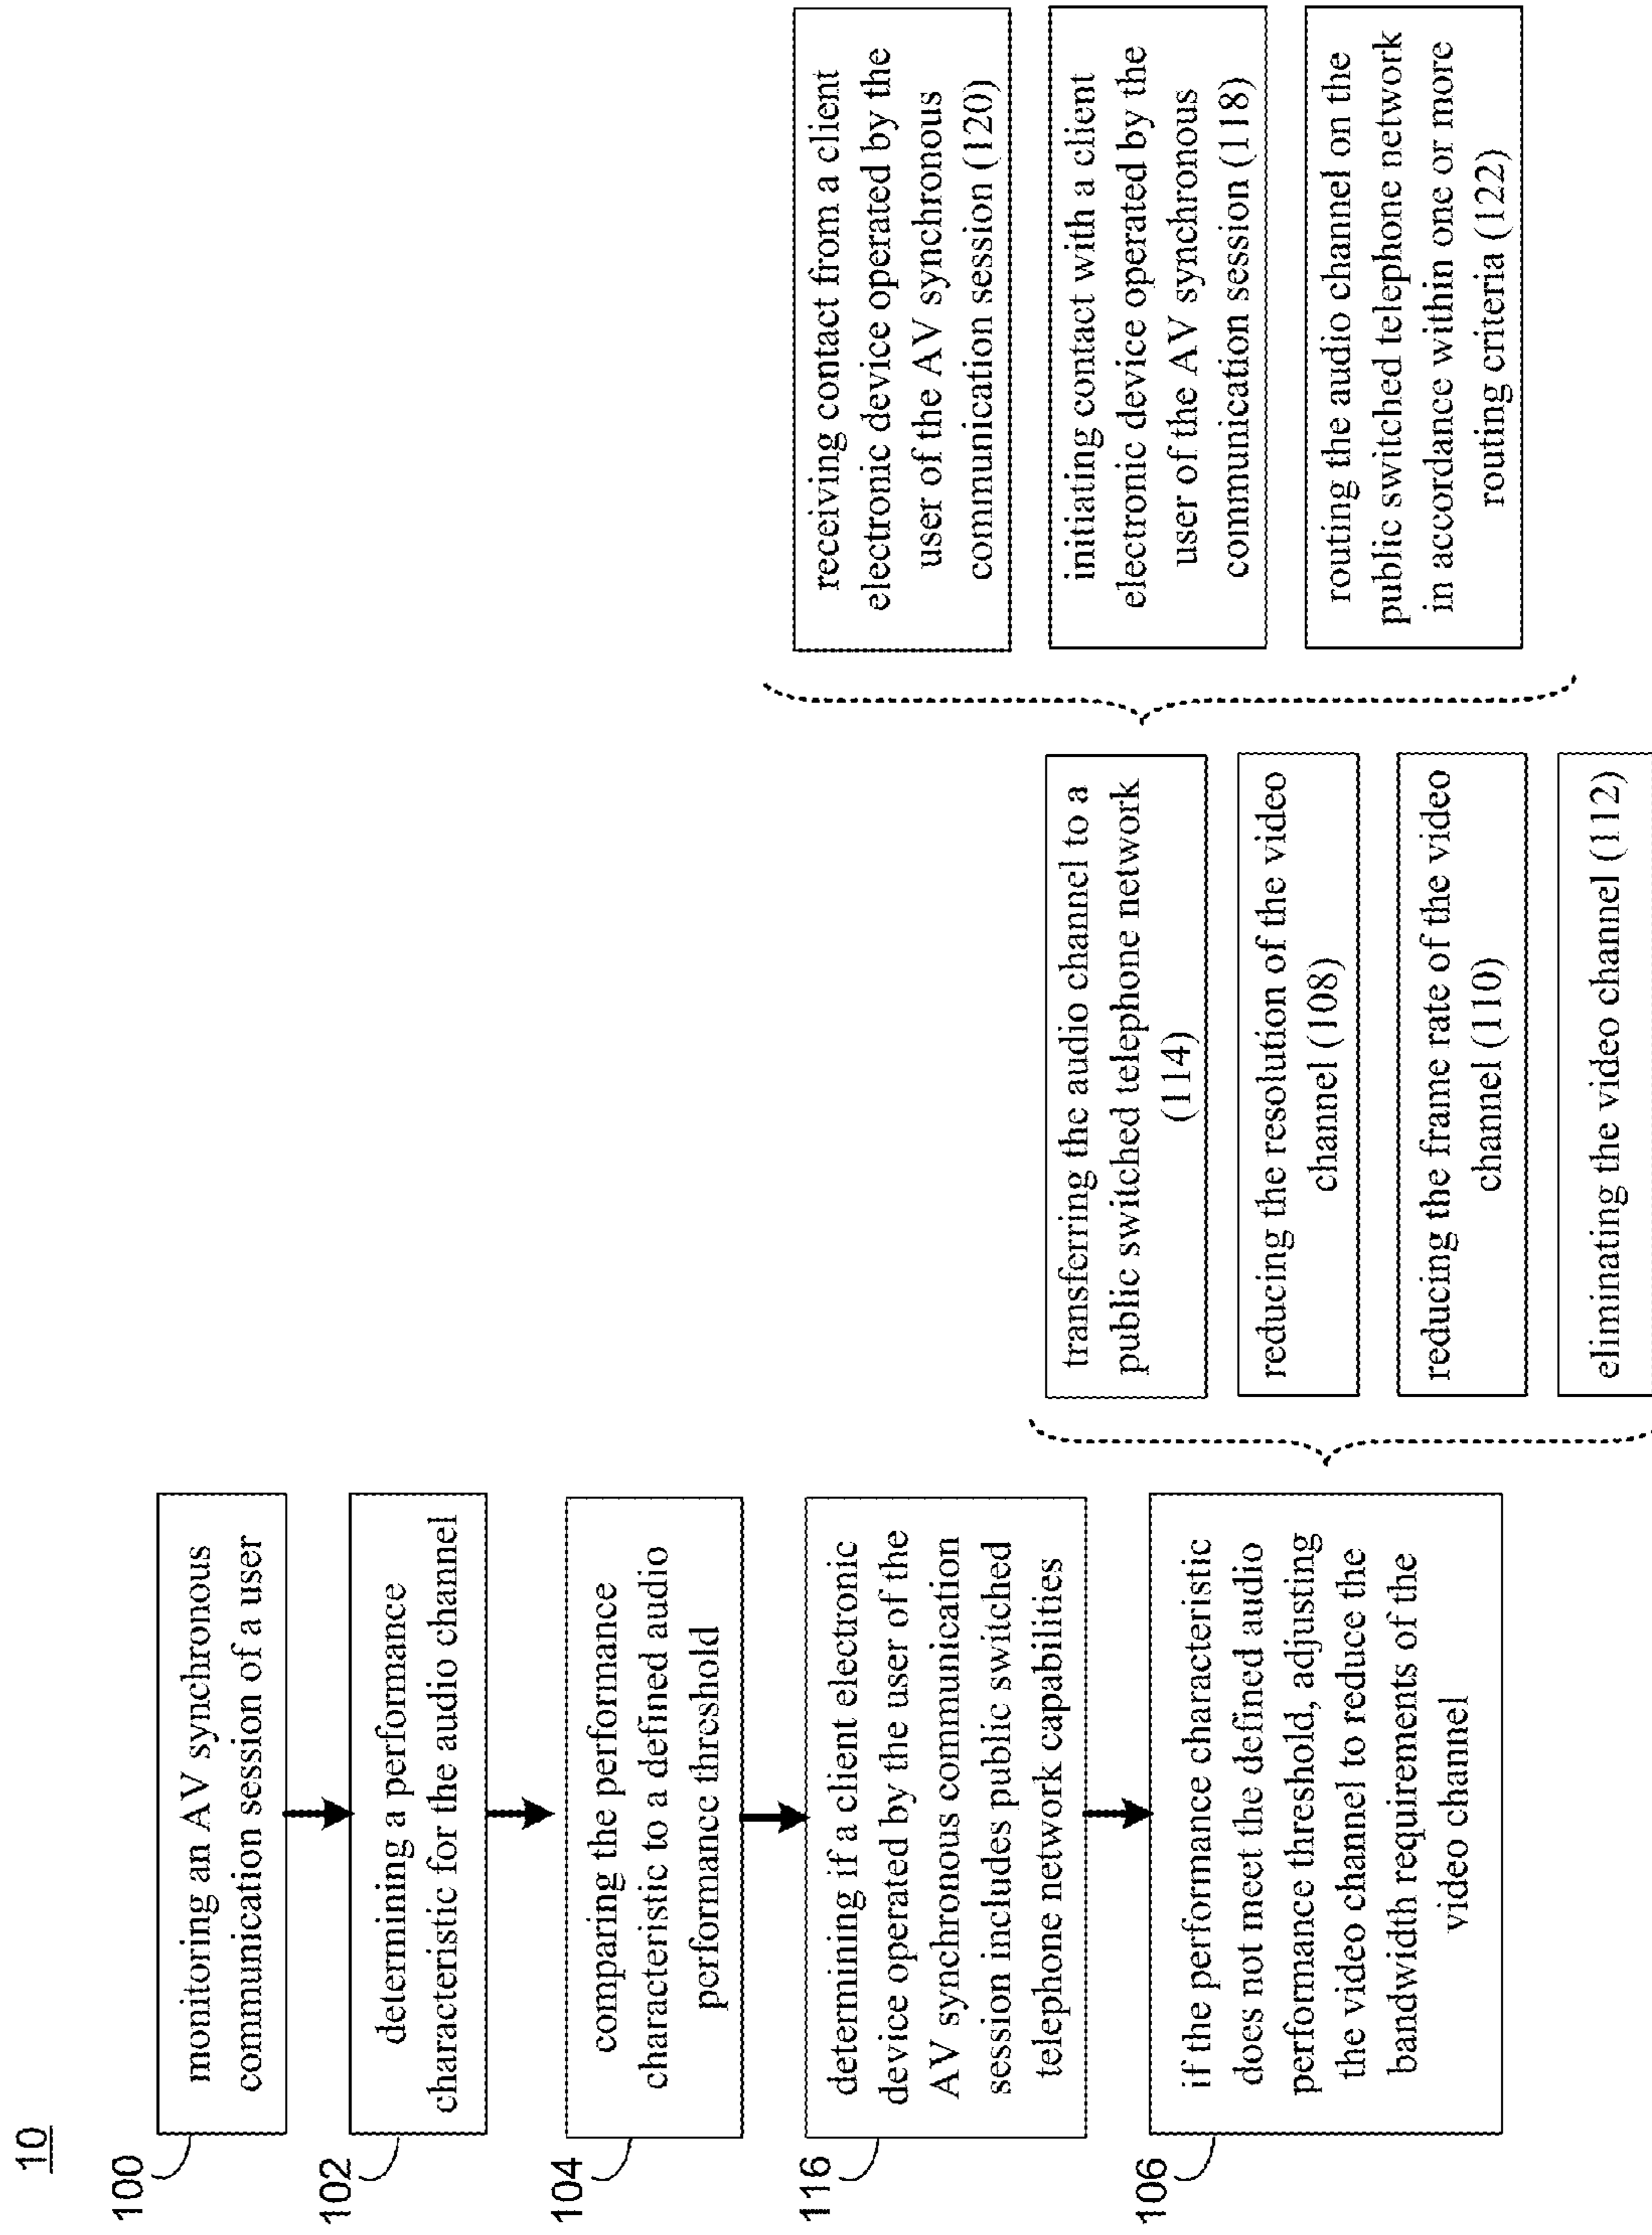 10
100
monitoring an AV synchronous
communication session of a user
102
determining a performance
characteristic for the audio channel
104
comparing the performance
characteristic to a defined audio
performance threshold
116
determining if a client electronic
device operated by the user of the
AV synchronous communication
session includes public switched
telephone network capabilities
106
if the performance characteristic
does not meet the defined audio
performance threshold, adjusting
the video channel to reduce the
bandwidth requirements of the
video channel
transferring the audio channel to a
public switched telephone network
(114)
reducing the resolution of the video
channel (108)
reducing the frame rate of the video
channel (110)
eliminating the video channel (112)
receiving contact from a client
electronic device operated by the
user of the AV synchronous
communication session (120)
initiating contact with a client
electronic device operated by the
user of the AV synchronous
communication session (118)
routing the audio channel on the
public switched telephone network
in accordance within one or more
routing criteria (122)